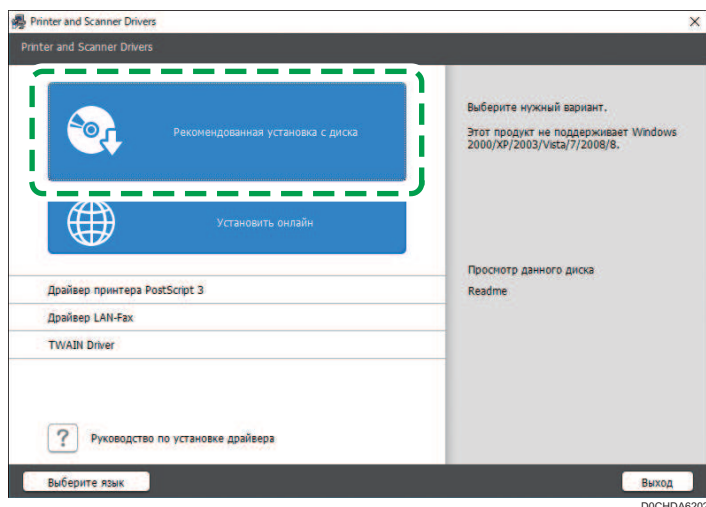 Printer and Scanner Drivers
Printer and Scanner Drivers
Рекомендованная установка с диска
Установить онлайн
Драйвер принтера PostScript 3
Драйвер LAN-Fax
TWAIN Driver
? Руководство по установке драйвера
Выберите нужный вариант.
Этот продукт не поддерживает Windows
2000/XP/2003/Vista/7/2008/8.
Просмотр данного диска
Readme
Выберите язык
Выход
D0CHDA6202